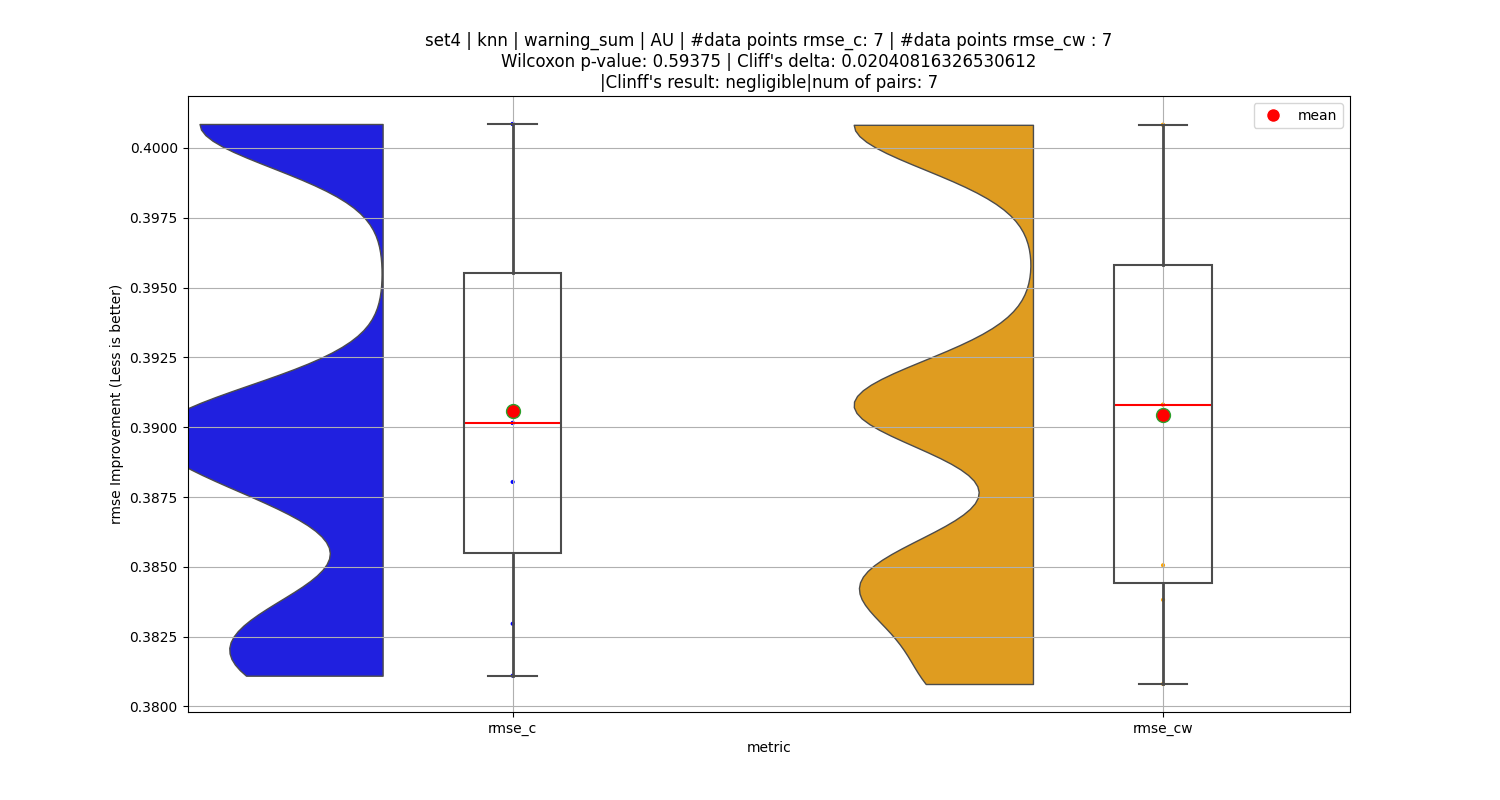 set4 | knn | warning_sum | AU | #data points rmse_c: 7 | #data points rmse_cw : 7
Wilcoxon p-value: 0.59375 | Cliff's delta: 0.02040816326530612
|Clinff's result: negligible|num of pairs: 7
mean
0.4000
0.3975
0.3950
0.3925
0.3900
0.3875
0.3850
0.3825
0.3800
rmse Improvement (Less is better)
rmse_c
rmse_cw
metric